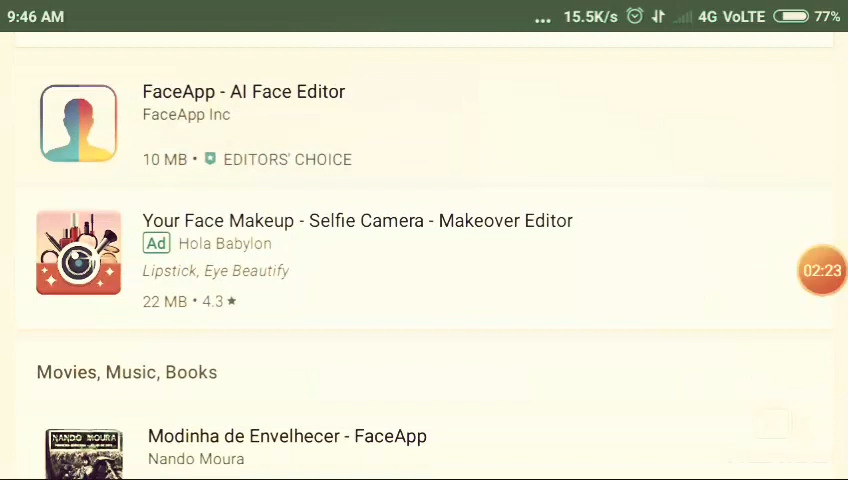 9:46 AM ... 15.5K/s 4G VoLTE 77%
FaceApp - AI Face Editor
FaceApp Inc
10 MB • EDITORS' CHOICE
Your Face Makeup - Selfie Camera - Makeover Editor
Ad Hola Babylon
Lipstick, Eye Beautify
02:23
22 MB • 4.3 ★
Movies, Music, Books
NANDO MOURA
Modinha de Envelhecer - FaceApp
Nando Moura